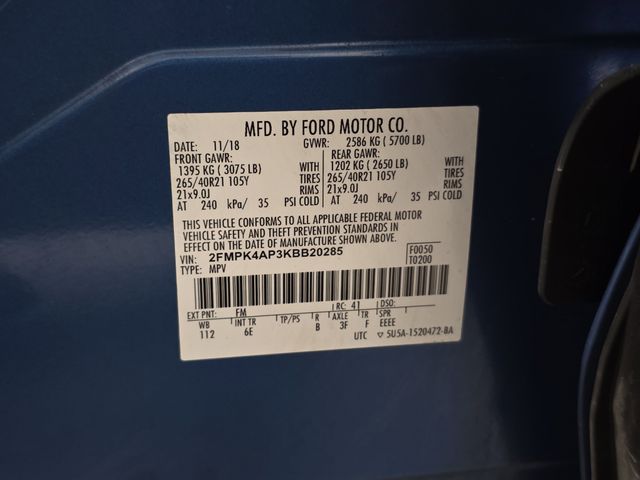 MFD. BY FORD MOTOR CO.
DATE: 11/18 GVWR: 2586 KG ( 5700 LB)
FRONT GAWR: REAR GAWR:
1395 KG ( 3075 LB) WITH 1202 KG ( 2650 LB) WITH
265/40R21 105Y TIRES 265/40R21 105Y TIRES
21x9.0J RIMS 21x9.0J RIMS
AT 240 kPa/ 35 PSI COLD AT 240 kPa/ 35 PSI COLD
THIS VEHICLE CONFORMS TO ALL APPLICABLE FEDERAL MOTOR
VEHICLE SAFETY AND THEFT PREVENTION STANDARDS IN
EFFECT ON THE DATE OF MANUFACTURE SHOWN ABOVE.
VIN: 2FMPK4AP3KBB20285 F0050
TYPE: MPV T0200
EXT PNT: FM RC: 41 DSO:
WB INT TR TP/PS R AXLE TR SPR
112 6E B 3F F EEEE
UTC ▽ 5U5A-1520472-BA